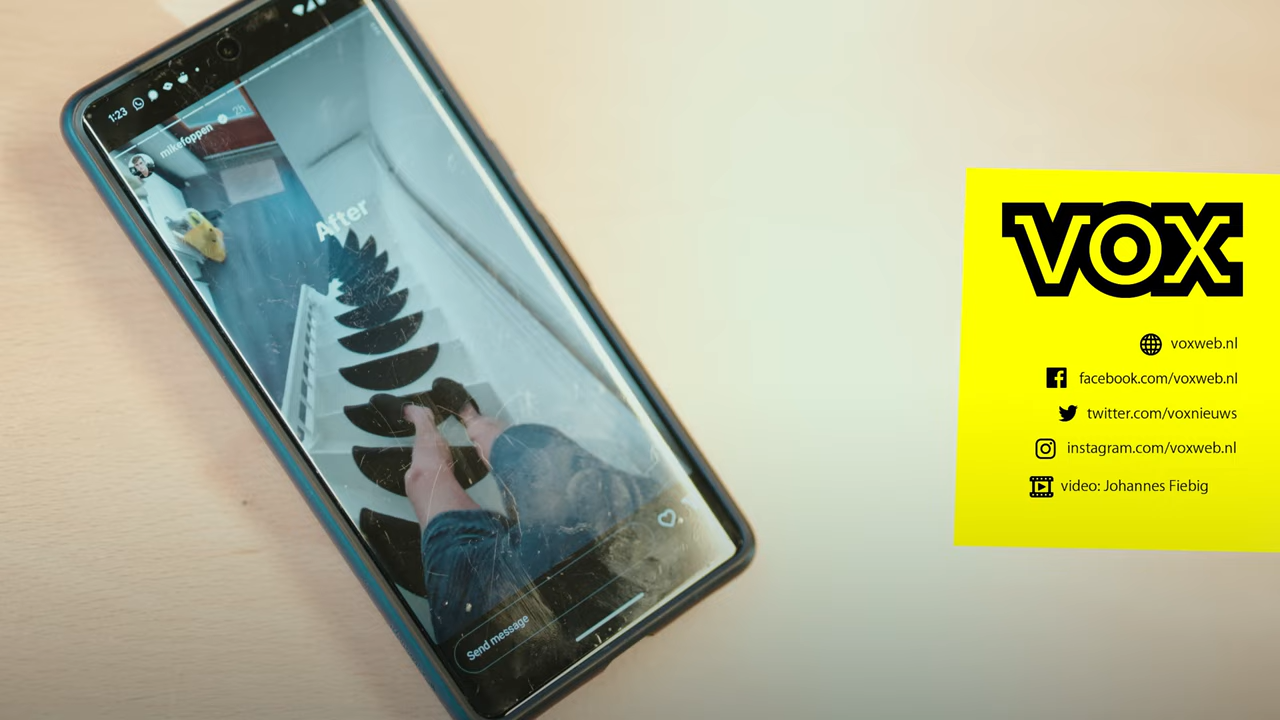 1:23
mikefoppen 2h
After
Send message
VOX
voxweb.nl
facebook.com/voxweb.nl
twitter.com/voxnieuws
instagram.com/voxweb.nl
video: Johannes Fiebig